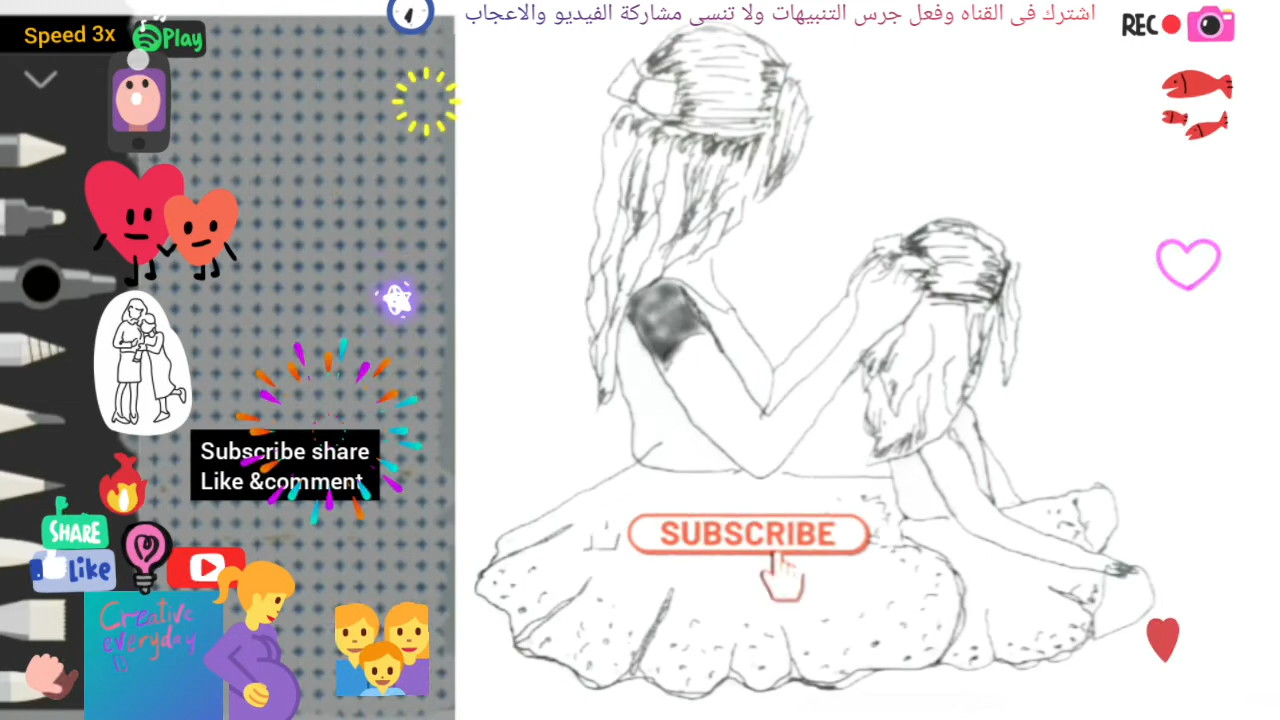 اشترك فى القناه وفعل جرس التنبيهات ولا تنسى مشاركة الفيديو والاعجاب
REC
Speed 3x
Play
Subscribe share
Like &comment
SHARE
Like
SUBSCRIBE
Creative
everyday